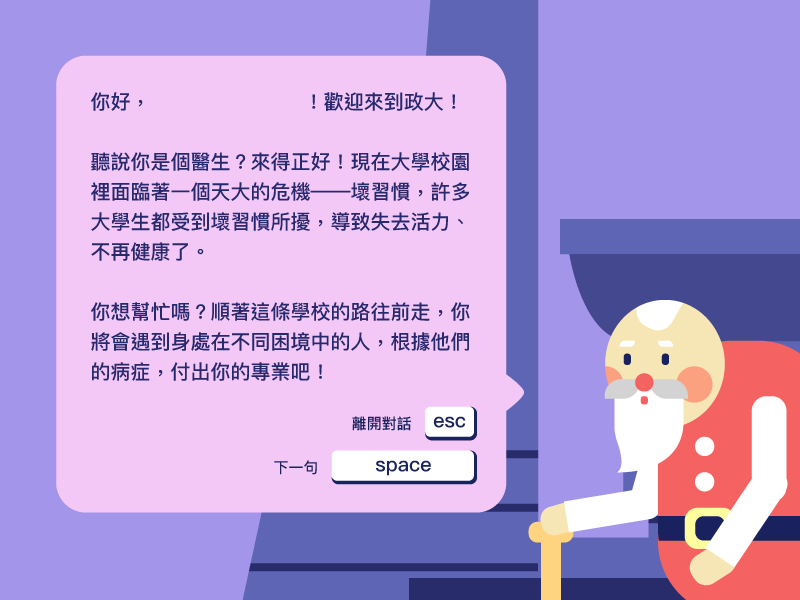 你好，　　　　　　　　！歡迎來到政大！
聽說你是個醫生？來得正好！現在大學校園
裡面臨著一個天大的危機——壞習慣，許多
大學生都受到壞習慣所擾，導致失去活力、
不再健康了。
你想幫忙嗎？順著這條學校的路往前走，你
將會遇到身處在不同困境中的人，根據他們
的病症，付出你的專業吧！
離開對話 esc
下一句 space